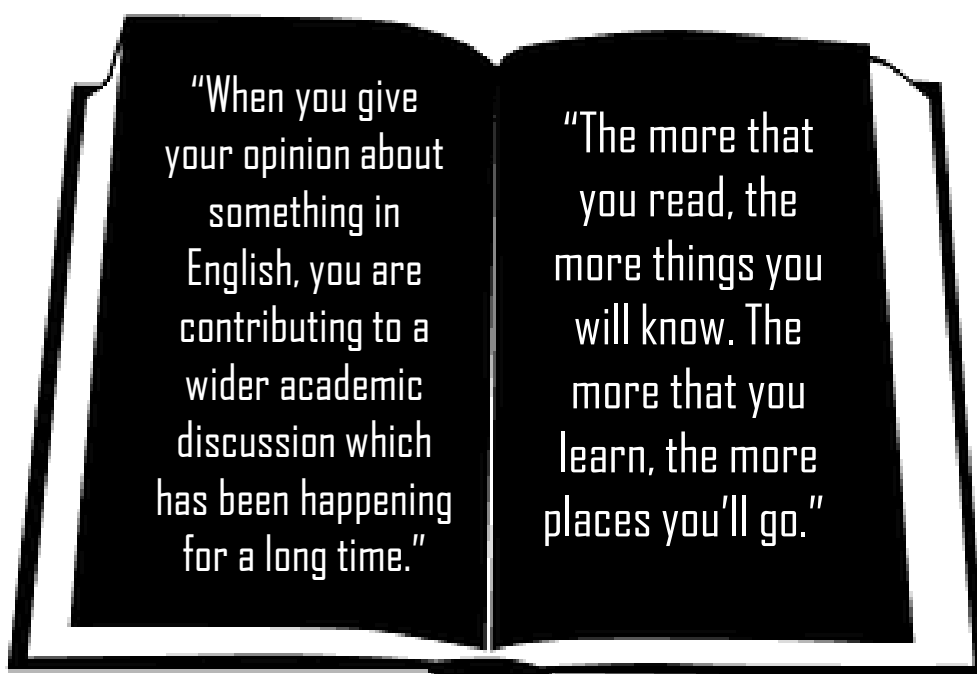 “When you give
your opinion about
something in
English, you are
contributing to a
wider academic
discussion which
has been happening
for a long time.”
“The more that
you read, the
more things you
will know. The
more that you
learn, the more
places you’ll go.”